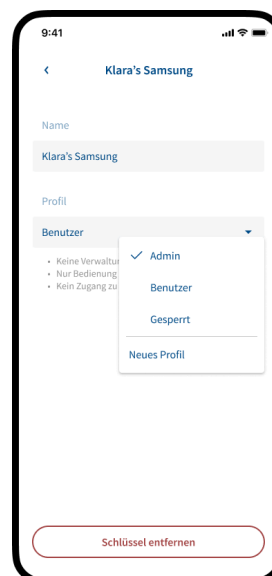 9:41
Klara's Samsung
Name
Klara's Samsung
Profil
Benutzer
Admin
Benutzer
Gesperrt
Neues Profil
• Keine
• Nur Bedienung
• Kein Zugang zu
Schlüssel entfernen